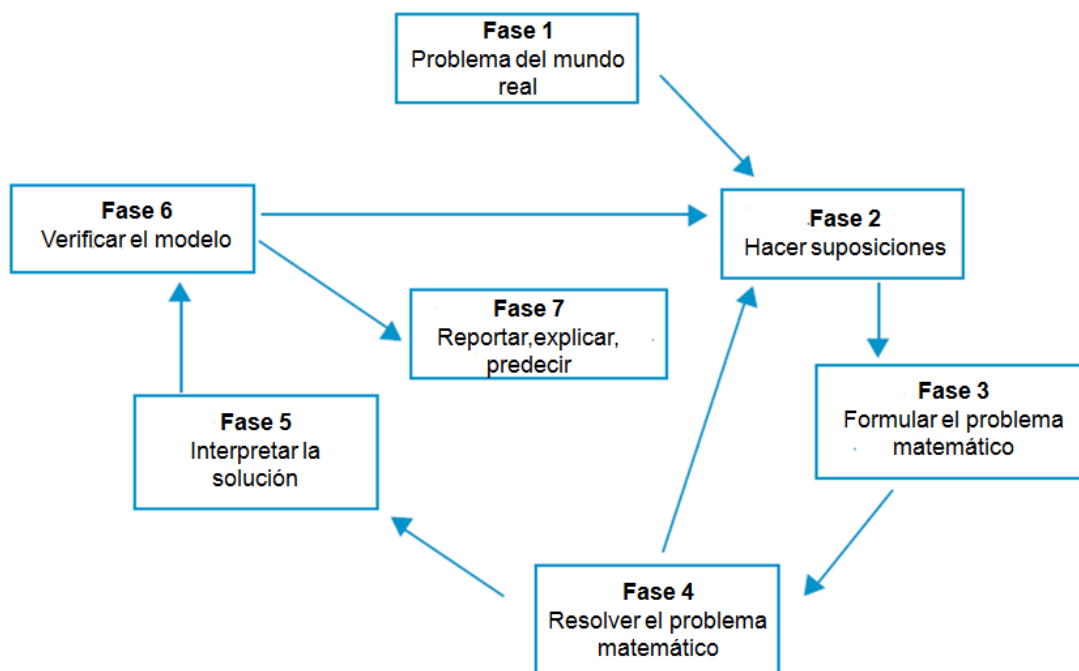 Fase 1
Problema del mundo
real
Fase 2
Hacer suposiciones
Fase 3
Formular el problema
matemático
Fase 4
Resolver el problema
matemático
Fase 5
Interpretar la
solución
Fase 6
Verificar el modelo
Fase 7
Reportar,explicar,
predecir